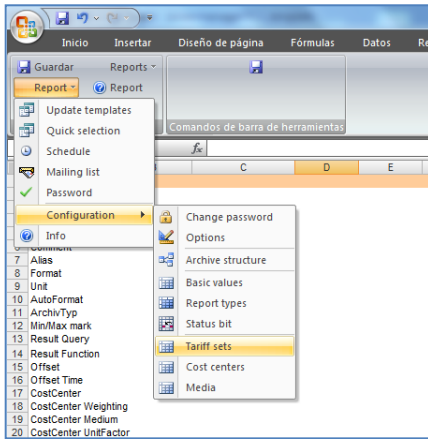 Inicio Insertar Diseño de página Fórmulas Datos Re
Guardar Reports
Report Report
Comandos de barra de herramientas
Update templates
Quick selection
Schedule
Mailing list
Password
Configuration
Info
Change password
Options
Archive structure
Basic values
Report types
Status bit
Tariff sets
Cost centers
Media
fx
C D E
6 Comment
7 Alias
8 Format
9 Unit
10 AutoFormat
11 ArchivTyp
12 Min/Max mark
13 Result Query
14 Result Function
15 Offset
16 Offset Time
17 CostCenter
18 CostCenter Weighting
19 CostCenter Medium
20 CostCenter UnitFactor